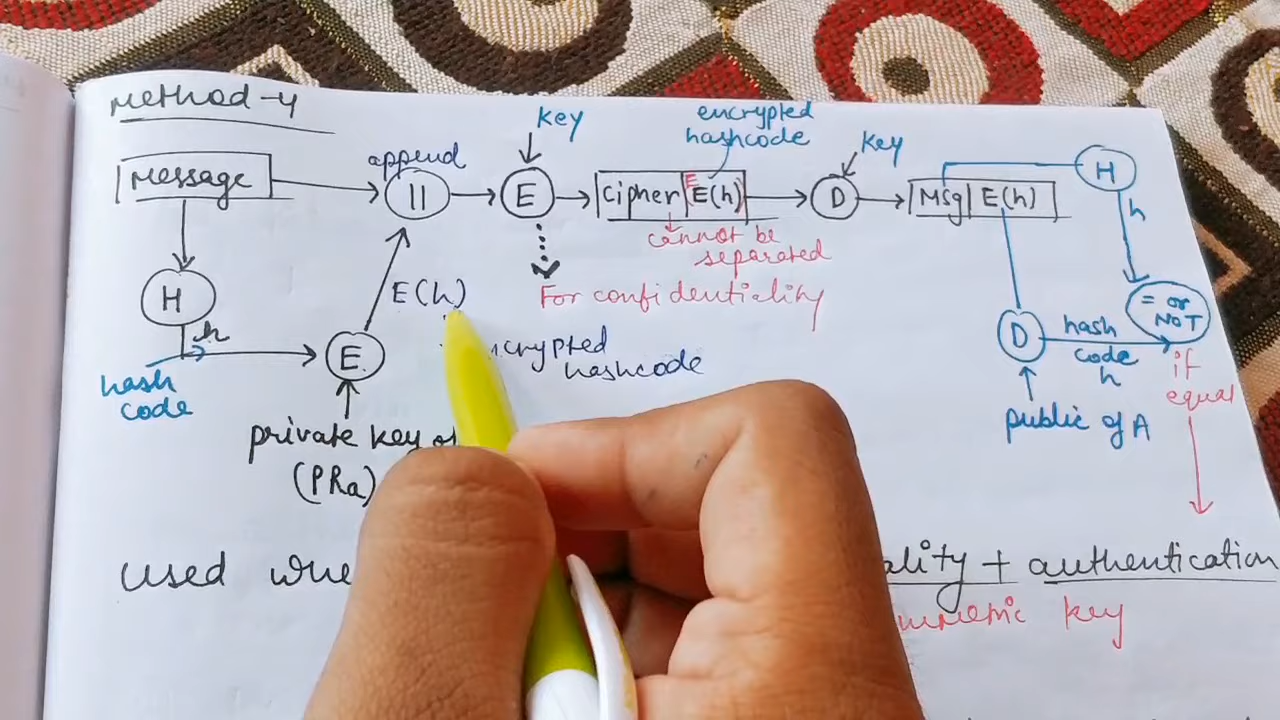 Method-4
Message
append
||
key
E
encrypted
hashcode
Cipher E E(h)
cannot be
separated
For confidentiality
key
D
Msg E(h)
H
h
= or
NOT
H
h
hash
code
E(h)
E
encrypted
hashcode
private key of
(PRa)
D
hash
code
h
public of A
if
equal
used
ality + authentication
key